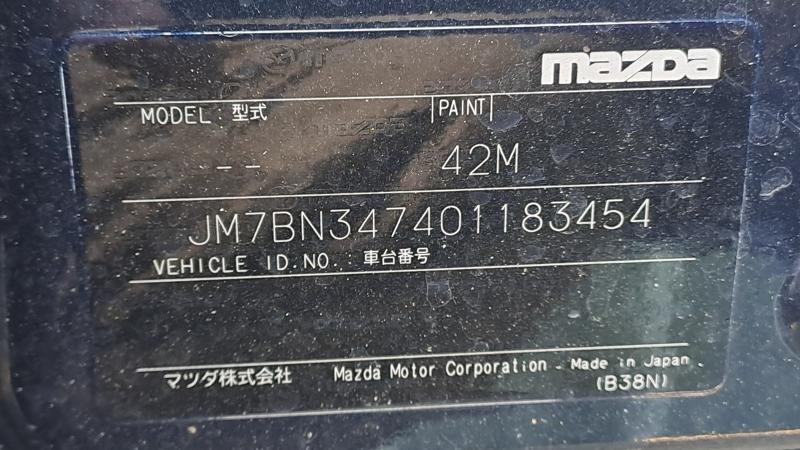 mazda
MODEL : 型式 PAINT
-- 42M
JM7BN347401183454
VEHICLE ID.NO. : 車台番号
マツダ株式会社 Mazda Motor Corporation - Made in Japan
(B38N)